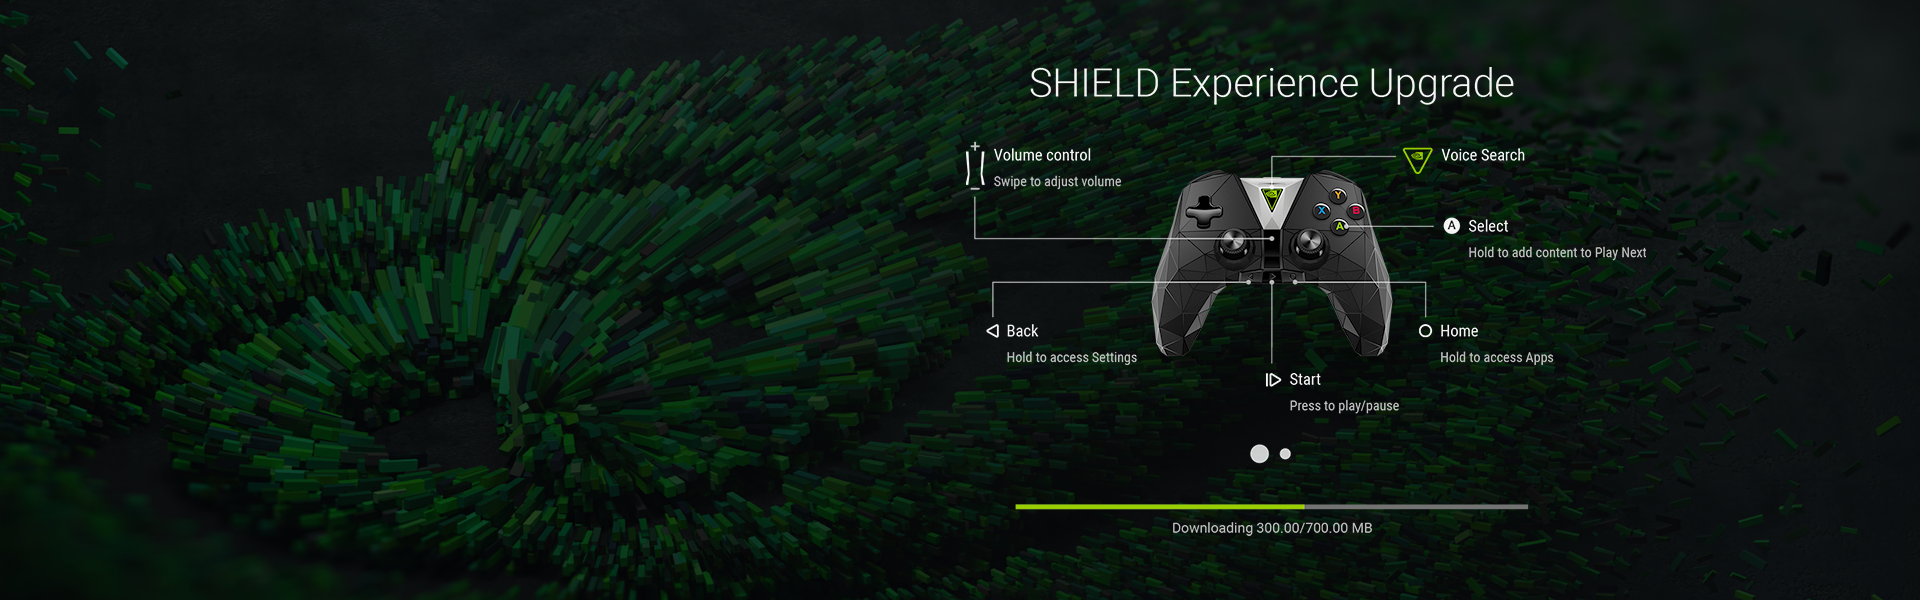 SHIELD Experience Upgrade
Volume control
Swipe to adjust volume
Voice Search
Y
X
B
A
A Select
Hold to add content to Play Next
Back
Hold to access Settings
Home
Hold to access Apps
Start
Press to play/pause
Downloading 300.00/700.00 MB